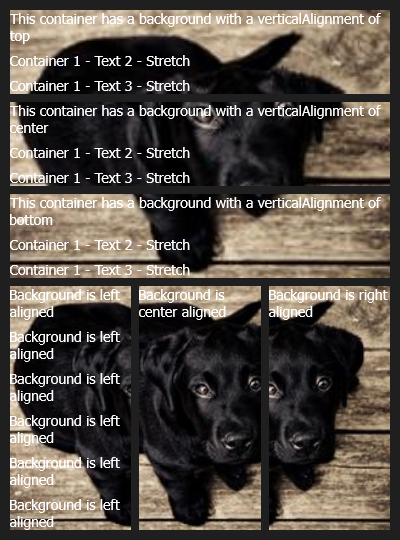 This container has a background with a verticalAlignment of
top
Container 1 - Text 2 - Stretch
Container 1 - Text 3 - Stretch
This container has a background with a verticalAlignment of
center
Container 1 - Text 2 - Stretch
Container 1 - Text 3 - Stretch
This container has a background with a verticalAlignment of
bottom
Container 1 - Text 2 - Stretch
Container 1 - Text 3 - Stretch
Background is left
aligned
Background is left
aligned
Background is left
aligned
Background is left
aligned
Background is left
aligned
Background is left
aligned
Background is
center aligned
Background is right
aligned